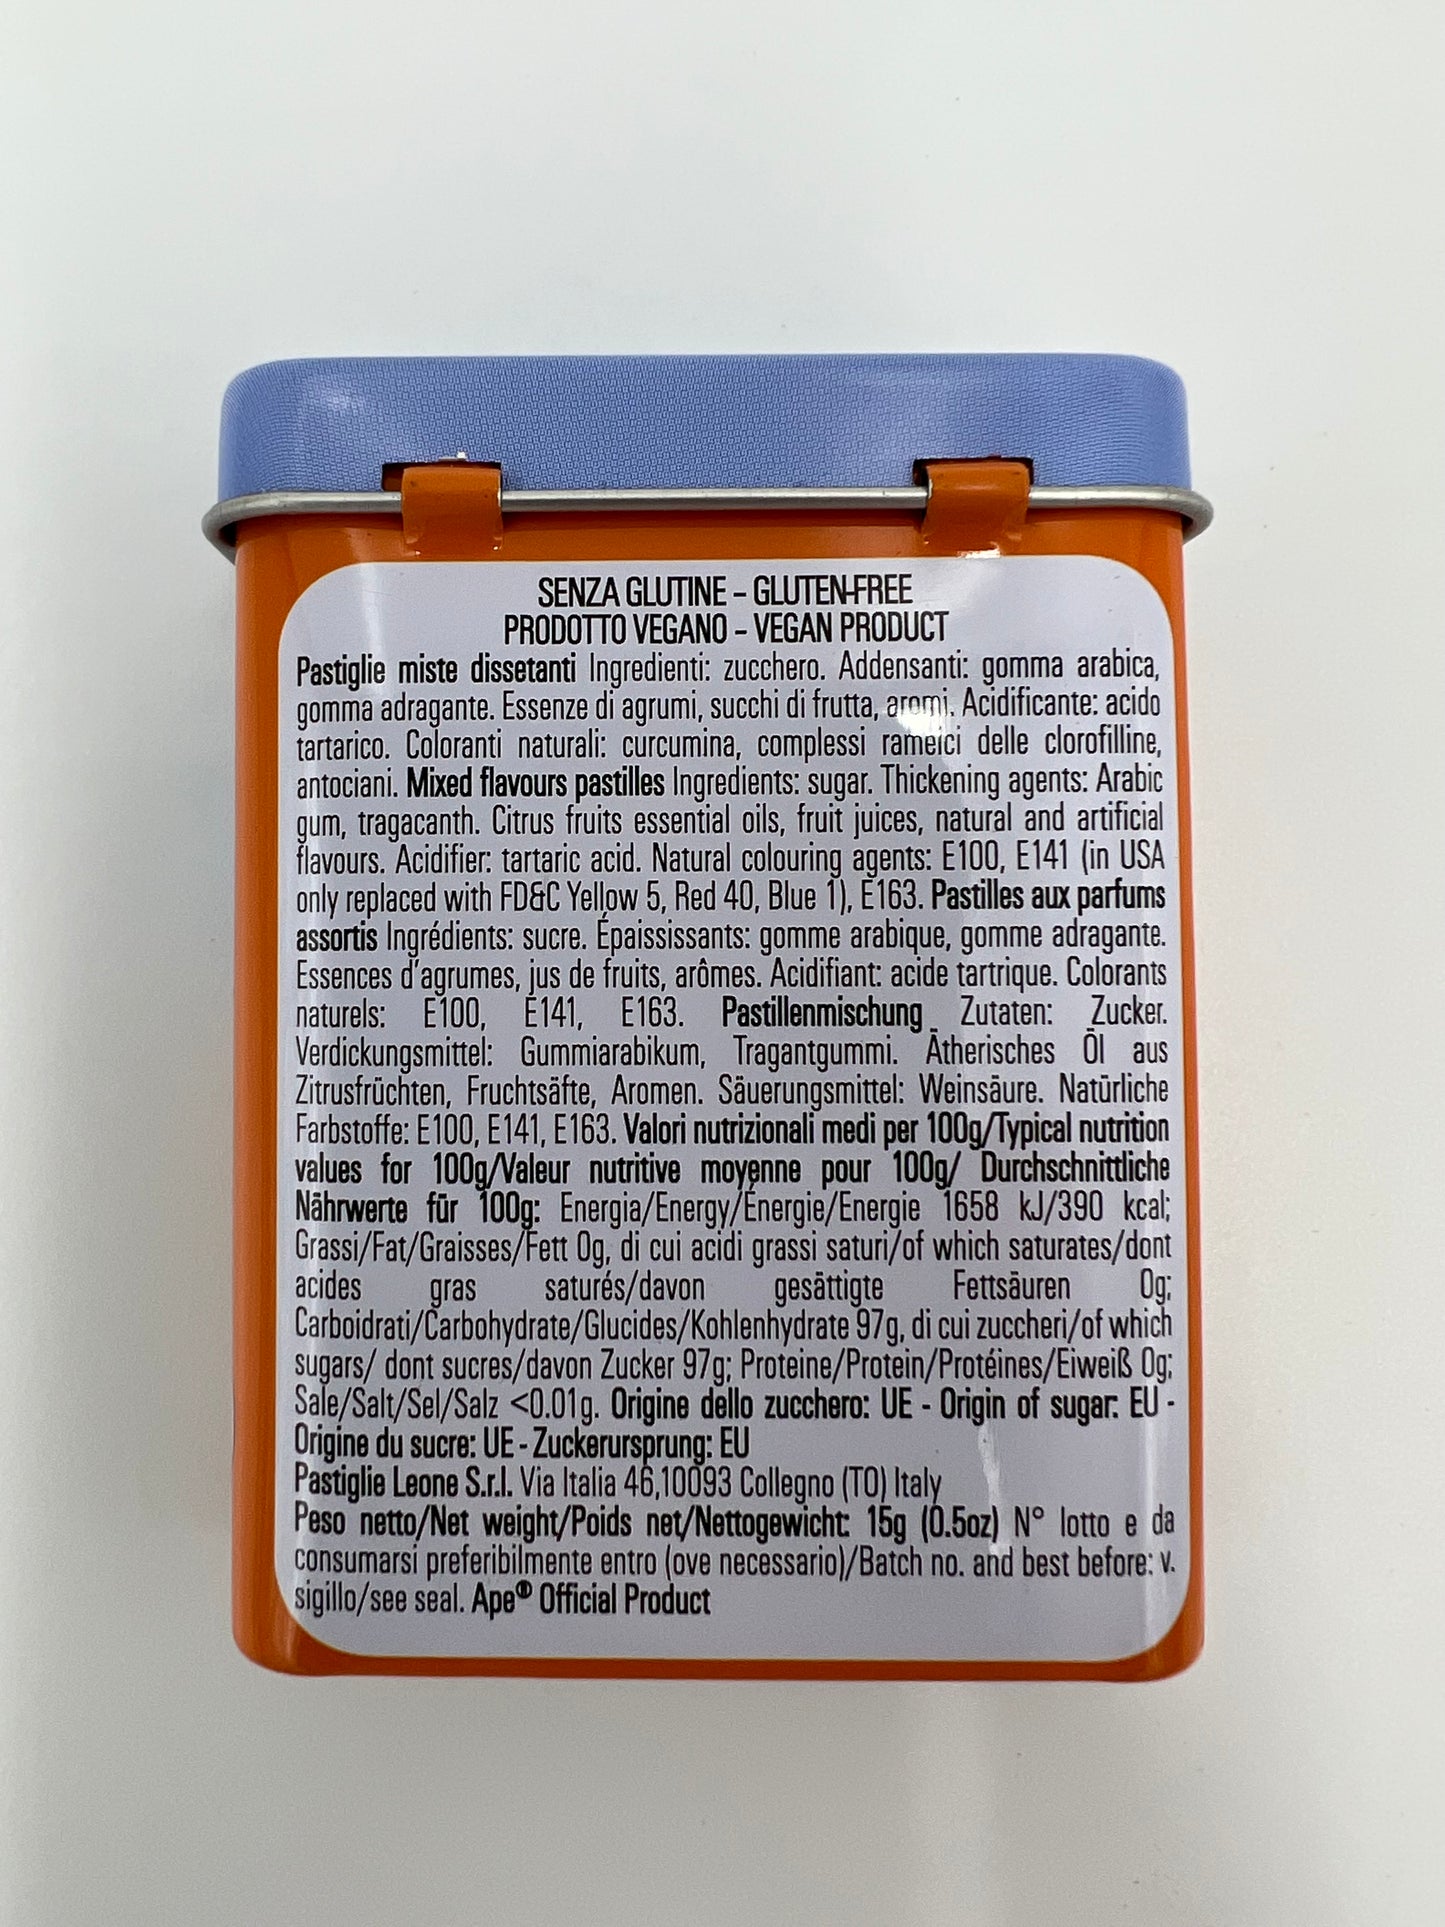 SENZA GLUTINE – GLUTEN-FREE
PRODOTTO VEGANO – VEGAN PRODUCT
Pastiglie miste dissetanti Ingredienti: zucchero. Addensanti: gomma arabica,
gomma adragante. Essenze di agrumi, succhi di frutta, aromi. Acidificante: acido
tartarico. Coloranti naturali: curcumina, complessi rameici delle clorofilline,
antociani. Mixed flavours pastilles Ingredients: sugar. Thickening agents: Arabic
gum, tragacanth. Citrus fruits essential oils, fruit juices, natural and artificial
flavours. Acidifier: tartaric acid. Natural colouring agents: E100, E141 (in USA
only replaced with FD&C Yellow 5, Red 40, Blue 1), E163. Pastilles aux parfums
assortis Ingrédients: sucre. Épaississants: gomme arabique, gomme adragante.
Essences d'agrumes, jus de fruits, arômes. Acidifiant: acide tartrique. Colorants
naturels: E100, E141, E163. Pastillenmischung Zutaten: Zucker.
Verdickungsmittel: Gummiarabikum, Tragantgummi. Ätherisches Öl aus
Zitrusfrüchten, Fruchtsäfte, Aromen. Säuerungsmittel: Weinsäure. Natürliche
Farbstoffe: E100, E141, E163. Valori nutrizionali medi per 100g/Typical nutrition
values for 100g/Valeur nutritive moyenne pour 100g/ Durchschnittliche
Nährwerte für 100g: Energia/Energy/Énergie/Energie 1658 kJ/390 kcal;
Grassi/Fat/Graisses/Fett 0g, di cui acidi grassi saturi/of which saturates/dont
acides gras saturés/davon gesättigte Fettsäuren 0g;
Carboidrati/Carbohydrate/Glucides/Kohlenhydrate 97g, di cui zuccheri/of which
sugars/ dont sucres/davon Zucker 97g; Proteine/Protein/Protéines/Eiweiß 0g;
Sale/Salt/Sel/Salz <0.01g. Origine dello zucchero: UE - Origin of sugar: EU -
Origine du sucre: UE - Zuckerursprung: EU
Pastiglie Leone S.r.l. Via Italia 46,10093 Collegno (TO) Italy
Peso netto/Net weight/Poids net/Nettogewicht: 15g (0.5oz) N° lotto e da
consumarsi preferibilmente entro (ove necessario)/Batch no. and best before: v.
sigillo/see seal. Ape® Official Product